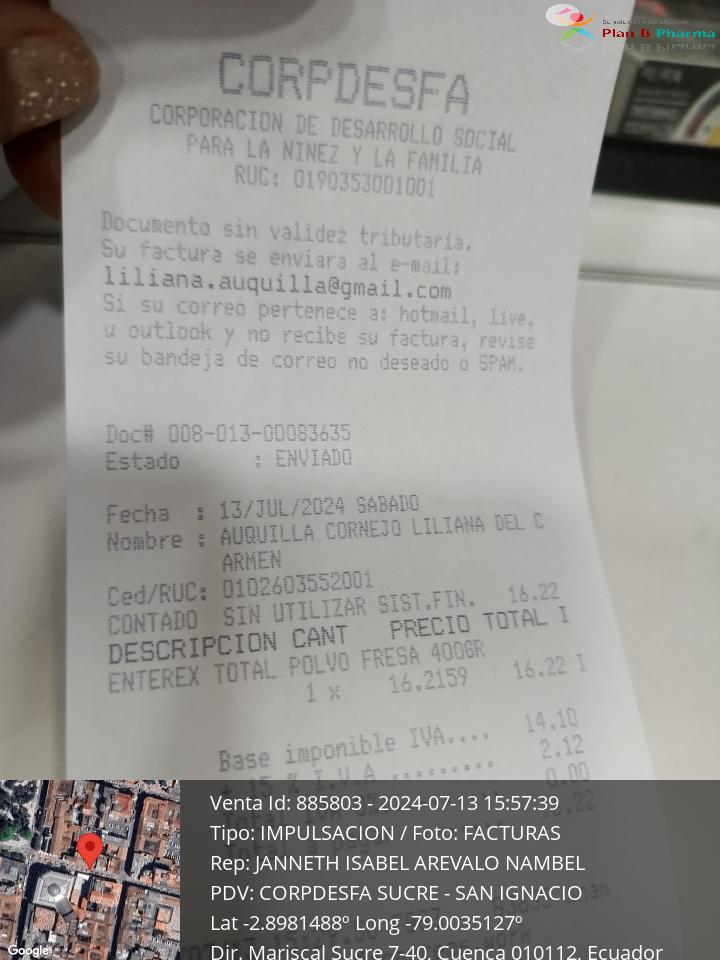 Plan B Pharma
CORPDESFA
CORPORACION DE DESARROLLO SOCIAL
PARA LA NINEZ Y LA FAMILIA
RUC: 0190353001001
Documento sin validez tributaria.
Su factura se enviara al e-mail:
liliana.auquilla@gmail.com
Si su correo pertenece a: hotmail, live,
u outlook y no recibe su factura, revise
su bandeja de correo no deseado o SPAM.
Doc# 008-013-00083635
Estado : ENVIADO
Fecha : 13/JUL/2024 SABADO
Nombre : AUQUILLA CORNEJO LILIANA DEL C
ARMEN
Ced/RUC: 0102603552001
CONTADO SIN UTILIZAR SIST.FIN. 16.22
DESCRIPCION CANT PRECIO TOTAL I
ENTEREX TOTAL POLVO FRESA 400GR
1 x 16.2159 16.22 I
Base imponible IVA.... 14.10
+ 15 % I.V.A ......... 2.12
0.00
Venta Id: 885803 - 2024-07-13 15:57:39
Tipo: IMPULSACION / Foto: FACTURAS
Rep: JANNETH ISABEL AREVALO NAMBEL
PDV: CORPDESFA SUCRE - SAN IGNACIO
Lat -2.8981488º Long -79.0035127º
Dir. Mariscal Sucre 7-40, Cuenca 010112, Ecuador
Google